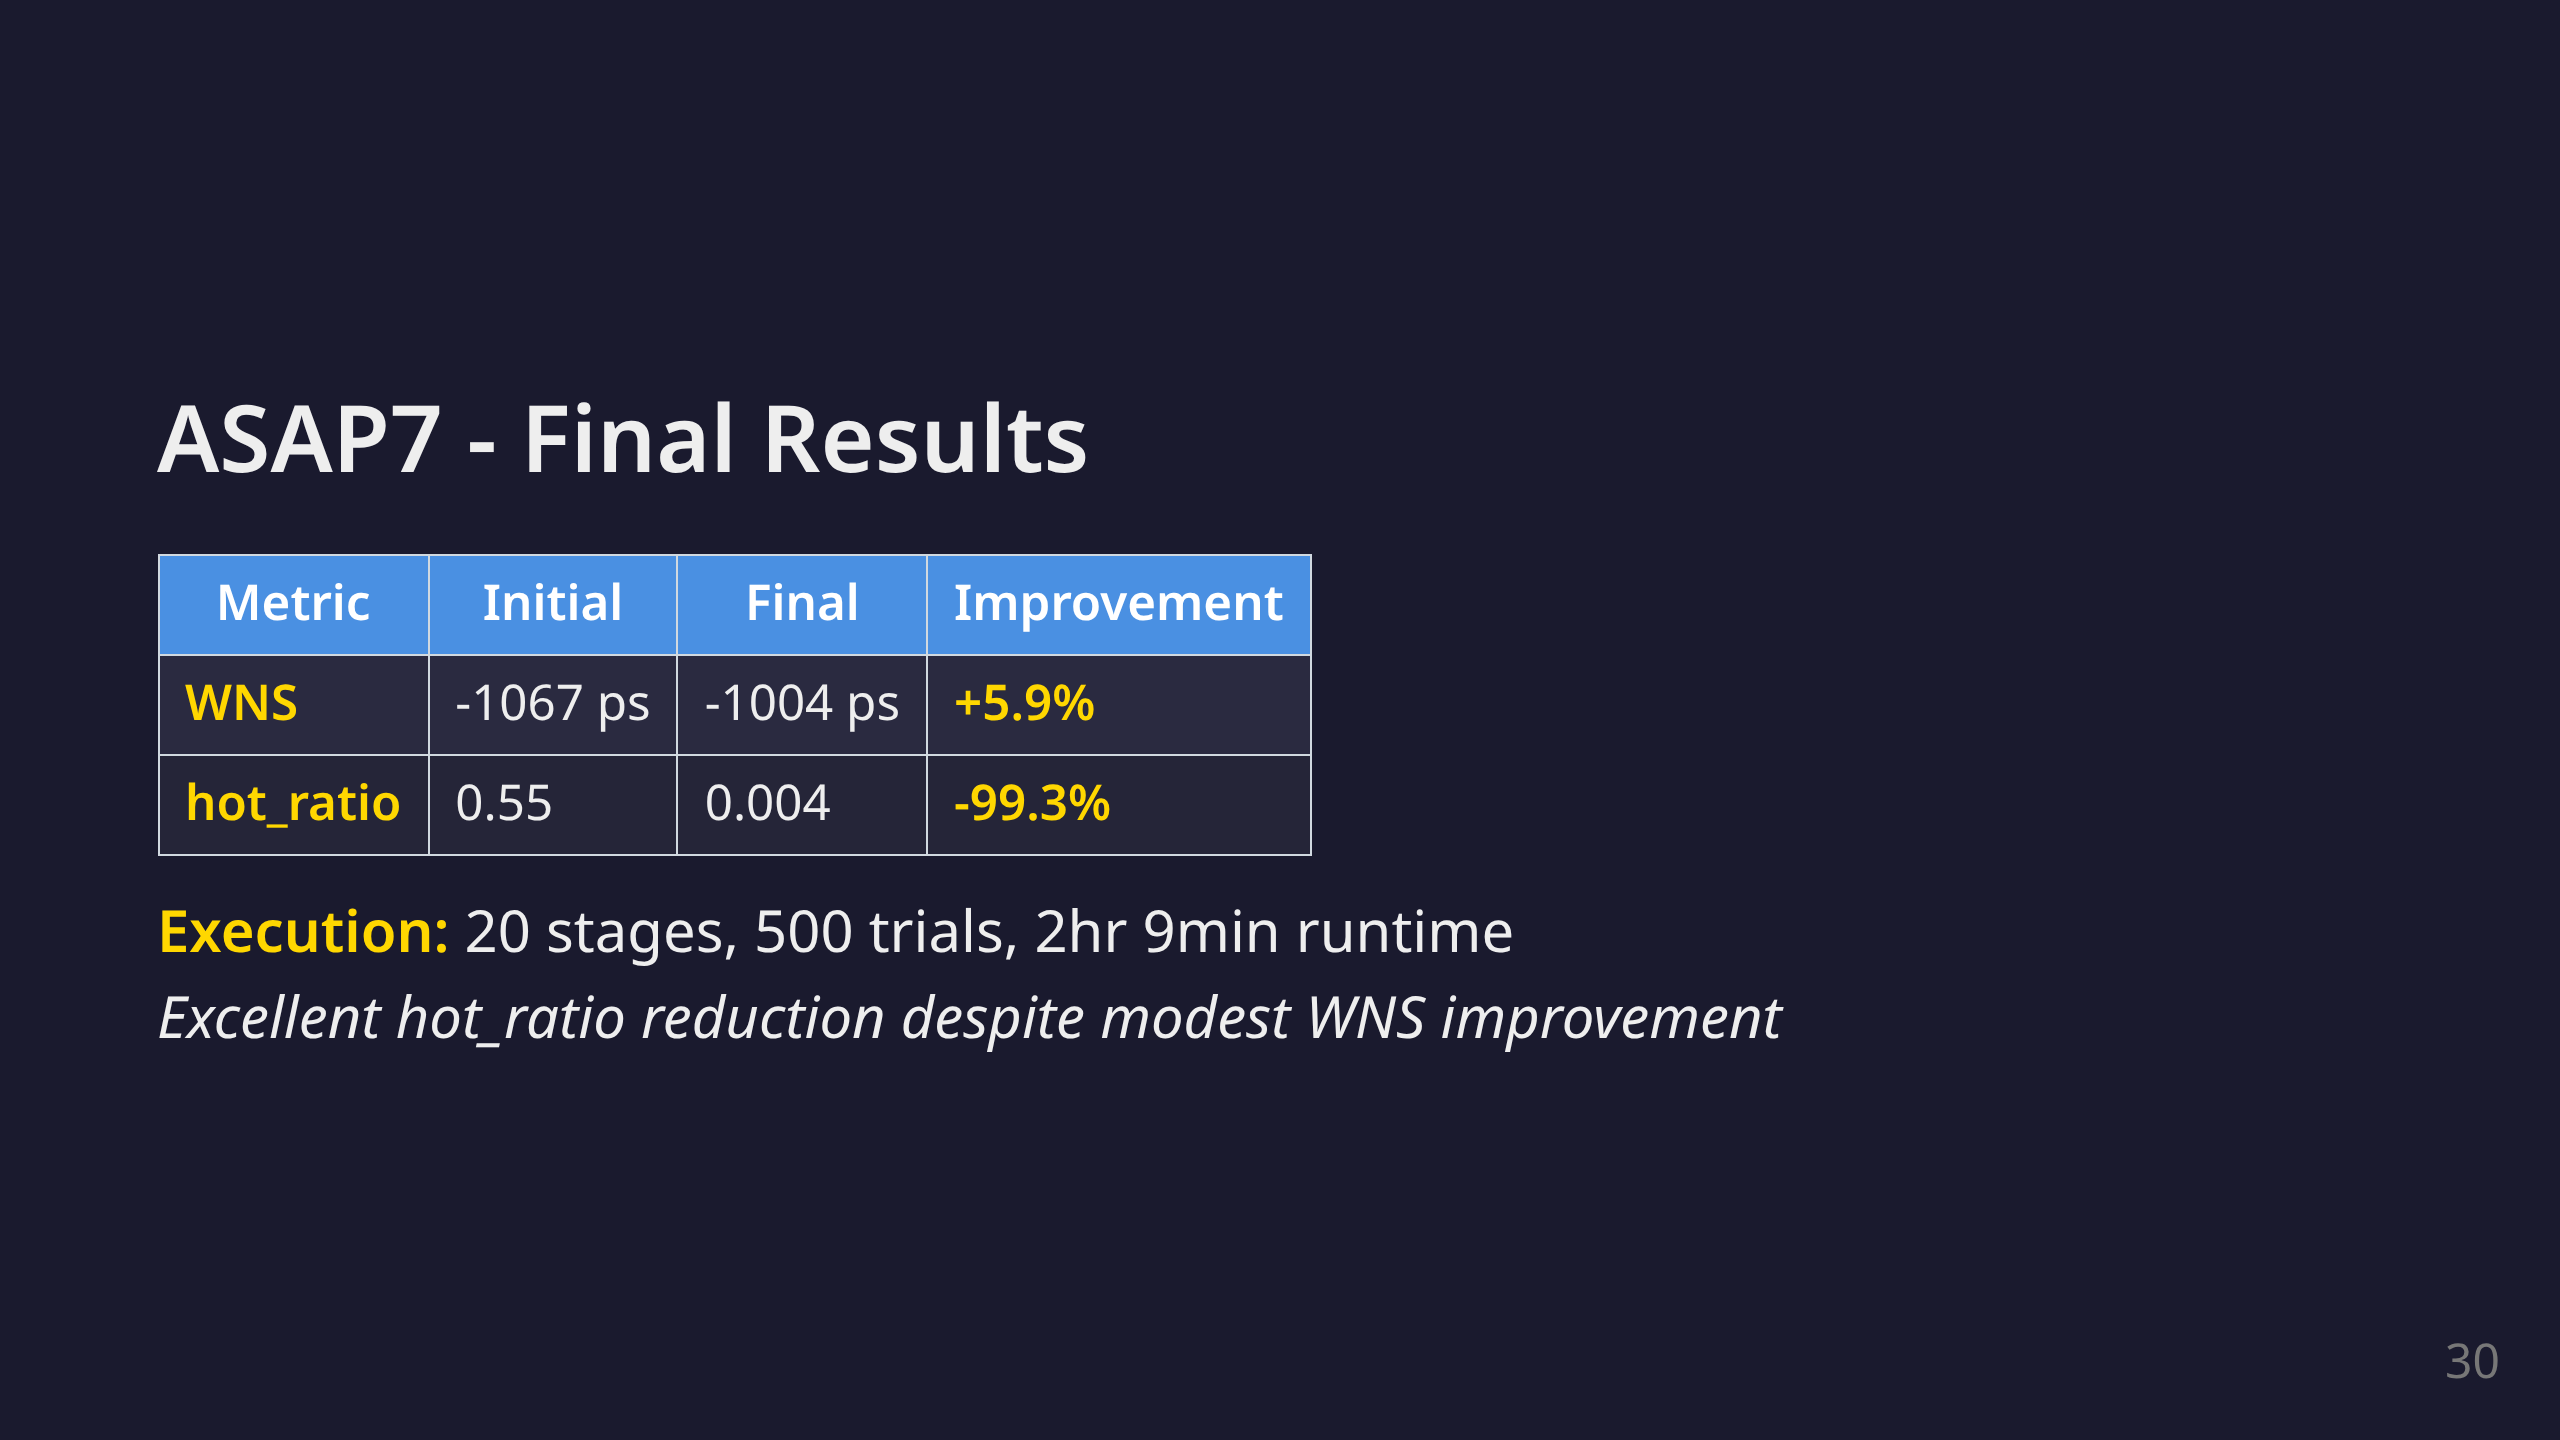 ASAP7 - Final Results
Metric Initial Final Improvement
WNS -1067 ps -1004 ps +5.9%
hot_ratio 0.55 0.004 -99.3%
Execution: 20 stages, 500 trials, 2hr 9min runtime
Excellent hot_ratio reduction despite modest WNS improvement
30